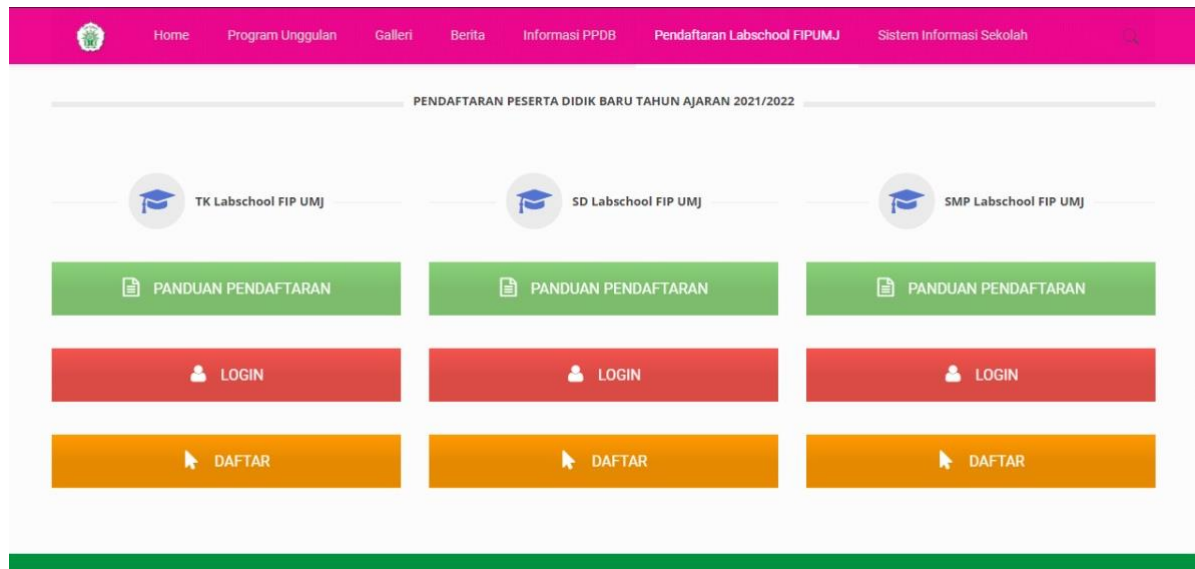 Home Program Unggulan Galleri Berita Informasi PPDB Pendaftaran Labschool FIPUMJ Sistem Informasi Sekolah
PENDAFTARAN PESERTA DIDIK BARU TAHUN AJARAN 2021/2022
TK Labschool FIP UMJ
PANDUAN PENDAFTARAN
LOGIN
DAFTAR
SD Labschool FIP UMJ
PANDUAN PENDAFTARAN
LOGIN
DAFTAR
SMP Labschool FIP UMJ
PANDUAN PENDAFTARAN
LOGIN
DAFTAR